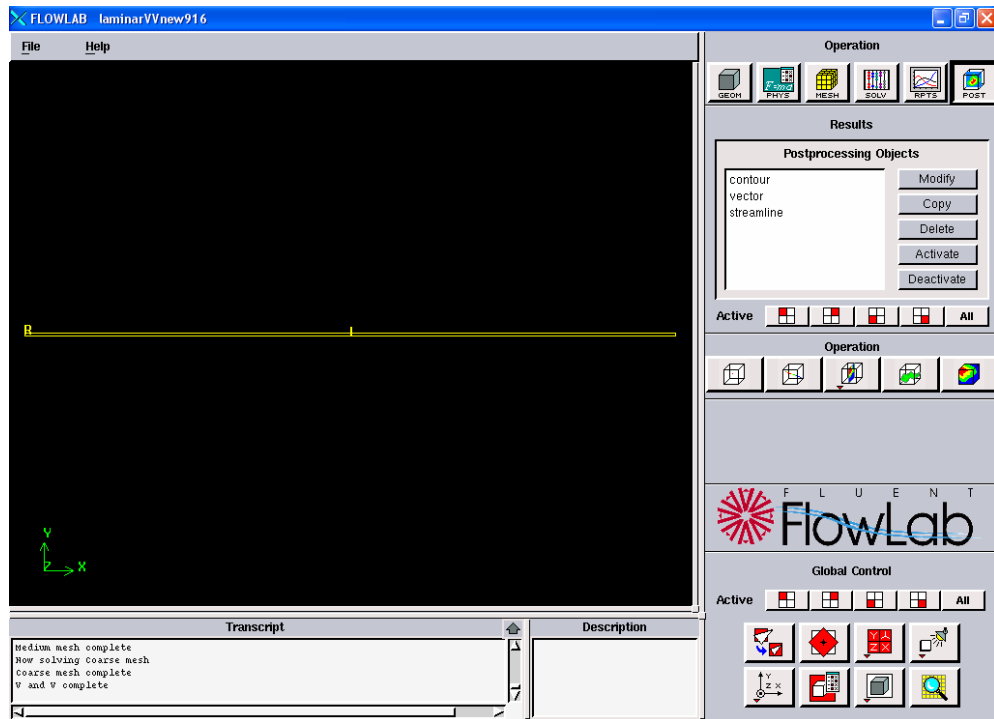 FLOWLAB laminarVVnew916
File Help
Operation
GEOM PHYS MESH SOLV RPTS POST
F=ma
Results
Postprocessing Objects
contour
vector
streamline
Modify
Copy
Delete
Activate
Deactivate
Active All
Operation
R I
FLUENT
FlowLab
Y
Z X
Global Control
Active All
Y A
Z X
Y
Z X
Transcript
Medium mesh complete
Now solving Coarse mesh
Coarse mesh complete
V and V complete
Description